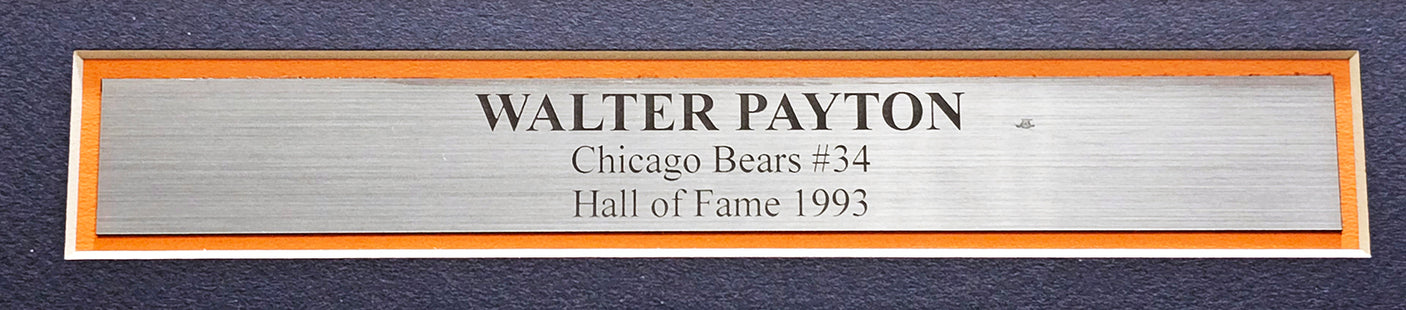 WALTER PAYTON
Chicago Bears #34
Hall of Fame 1993